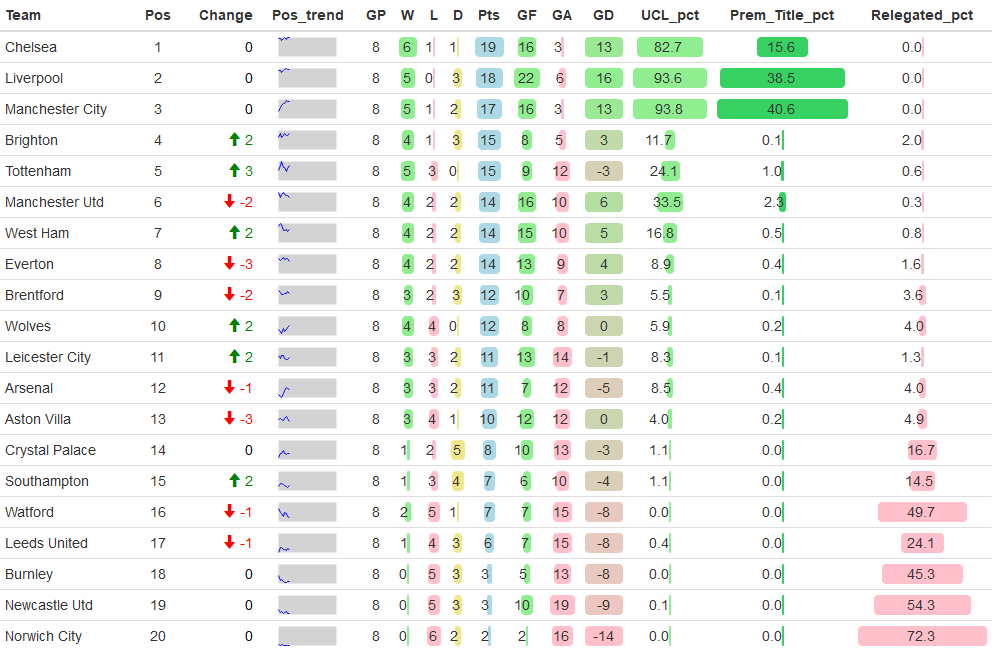 Team Pos Change Pos_trend GP W L D Pts GF GA GD UCL_pct Prem_Title_pct Relegated_pct
Chelsea 1 0 8 6 1 1 19 16 3 13 82.7 15.6 0.0
Liverpool 2 0 8 5 0 3 18 22 6 16 93.6 38.5 0.0
Manchester City 3 0 8 5 1 2 17 16 3 13 93.8 40.6 0.0
Brighton 4 2 8 4 1 3 15 8 5 3 11.7 0.1 2.0
Tottenham 5 3 8 5 3 0 15 9 12 -3 24.1 1.0 0.6
Manchester Utd 6 -2 8 4 2 2 14 16 10 6 33.5 2.3 0.3
West Ham 7 2 8 4 2 2 14 15 10 5 16.8 0.5 0.8
Everton 8 -3 8 4 2 2 14 13 9 4 8.9 0.4 1.6
Brentford 9 -2 8 3 2 3 12 10 7 3 5.5 0.1 3.6
Wolves 10 2 8 4 4 0 12 8 8 0 5.9 0.2 4.0
Leicester City 11 2 8 3 3 2 11 13 14 -1 8.3 0.1 1.3
Arsenal 12 -1 8 3 3 2 11 7 12 -5 8.5 0.4 4.0
Aston Villa 13 -3 8 3 4 1 10 12 12 0 4.0 0.2 4.9
Crystal Palace 14 0 8 1 2 5 8 10 13 -3 1.1 0.0 16.7
Southampton 15 2 8 1 3 4 7 6 10 -4 1.1 0.0 14.5
Watford 16 -1 8 2 5 1 7 7 15 -8 0.0 0.0 49.7
Leeds United 17 -1 8 1 4 3 6 7 15 -8 0.4 0.0 24.1
Burnley 18 0 8 0 5 3 3 5 13 -8 0.0 0.0 45.3
Newcastle Utd 19 0 8 0 5 3 3 10 19 -9 0.1 0.0 54.3
Norwich City 20 0 8 0 6 2 2 2 16 -14 0.0 0.0 72.3